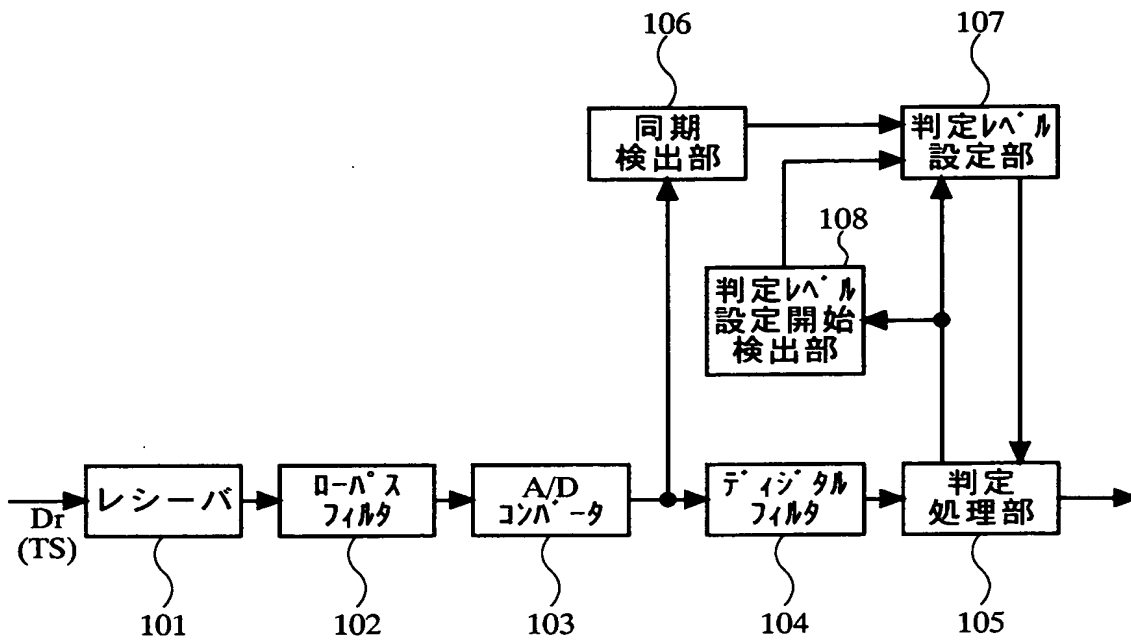 106
107
同期
検出部
判定レベル
設定部
108
判定レベル
設定開始
検出部
Dr
(TS)
レシーバ
ローパス
フィルタ
A/D
コンバータ
ディジタル
フィルタ
判定
処理部
101
102
103
104
105